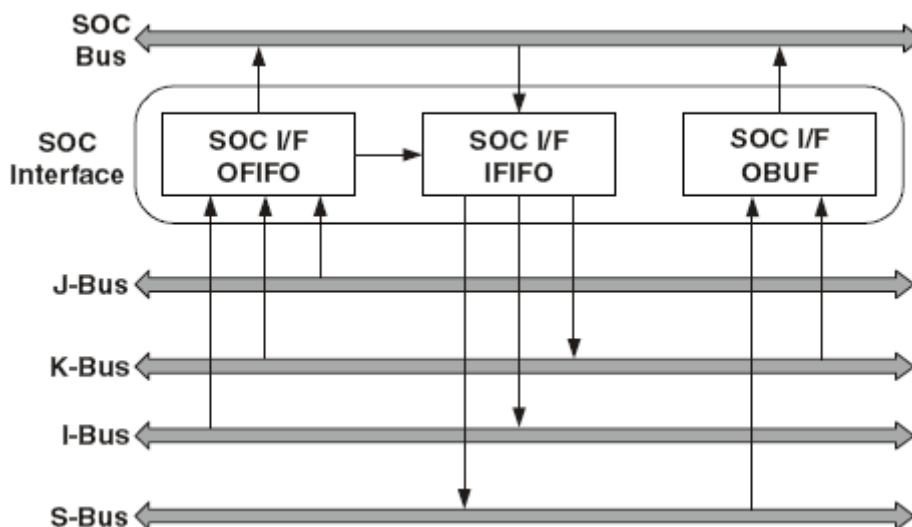 SOC
Bus
SOC
Interface
SOC I/F
OFIFO
SOC I/F
IFIFO
SOC I/F
OBUF
J-Bus
K-Bus
I-Bus
S-Bus